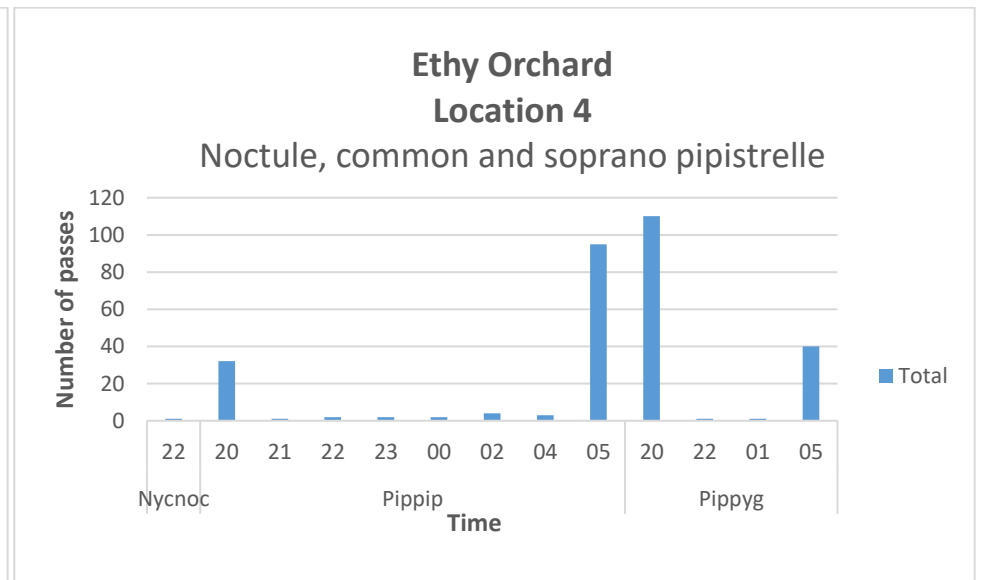 Ethy Orchard
Location 4
Noctule, common and soprano pipistrelle
Number of passes
120
100
80
60
40
20
0
22 20 21 22 23 00 02 04 05 20 22 01 05
Nycnoc Pippip Pippyg
Time
Total